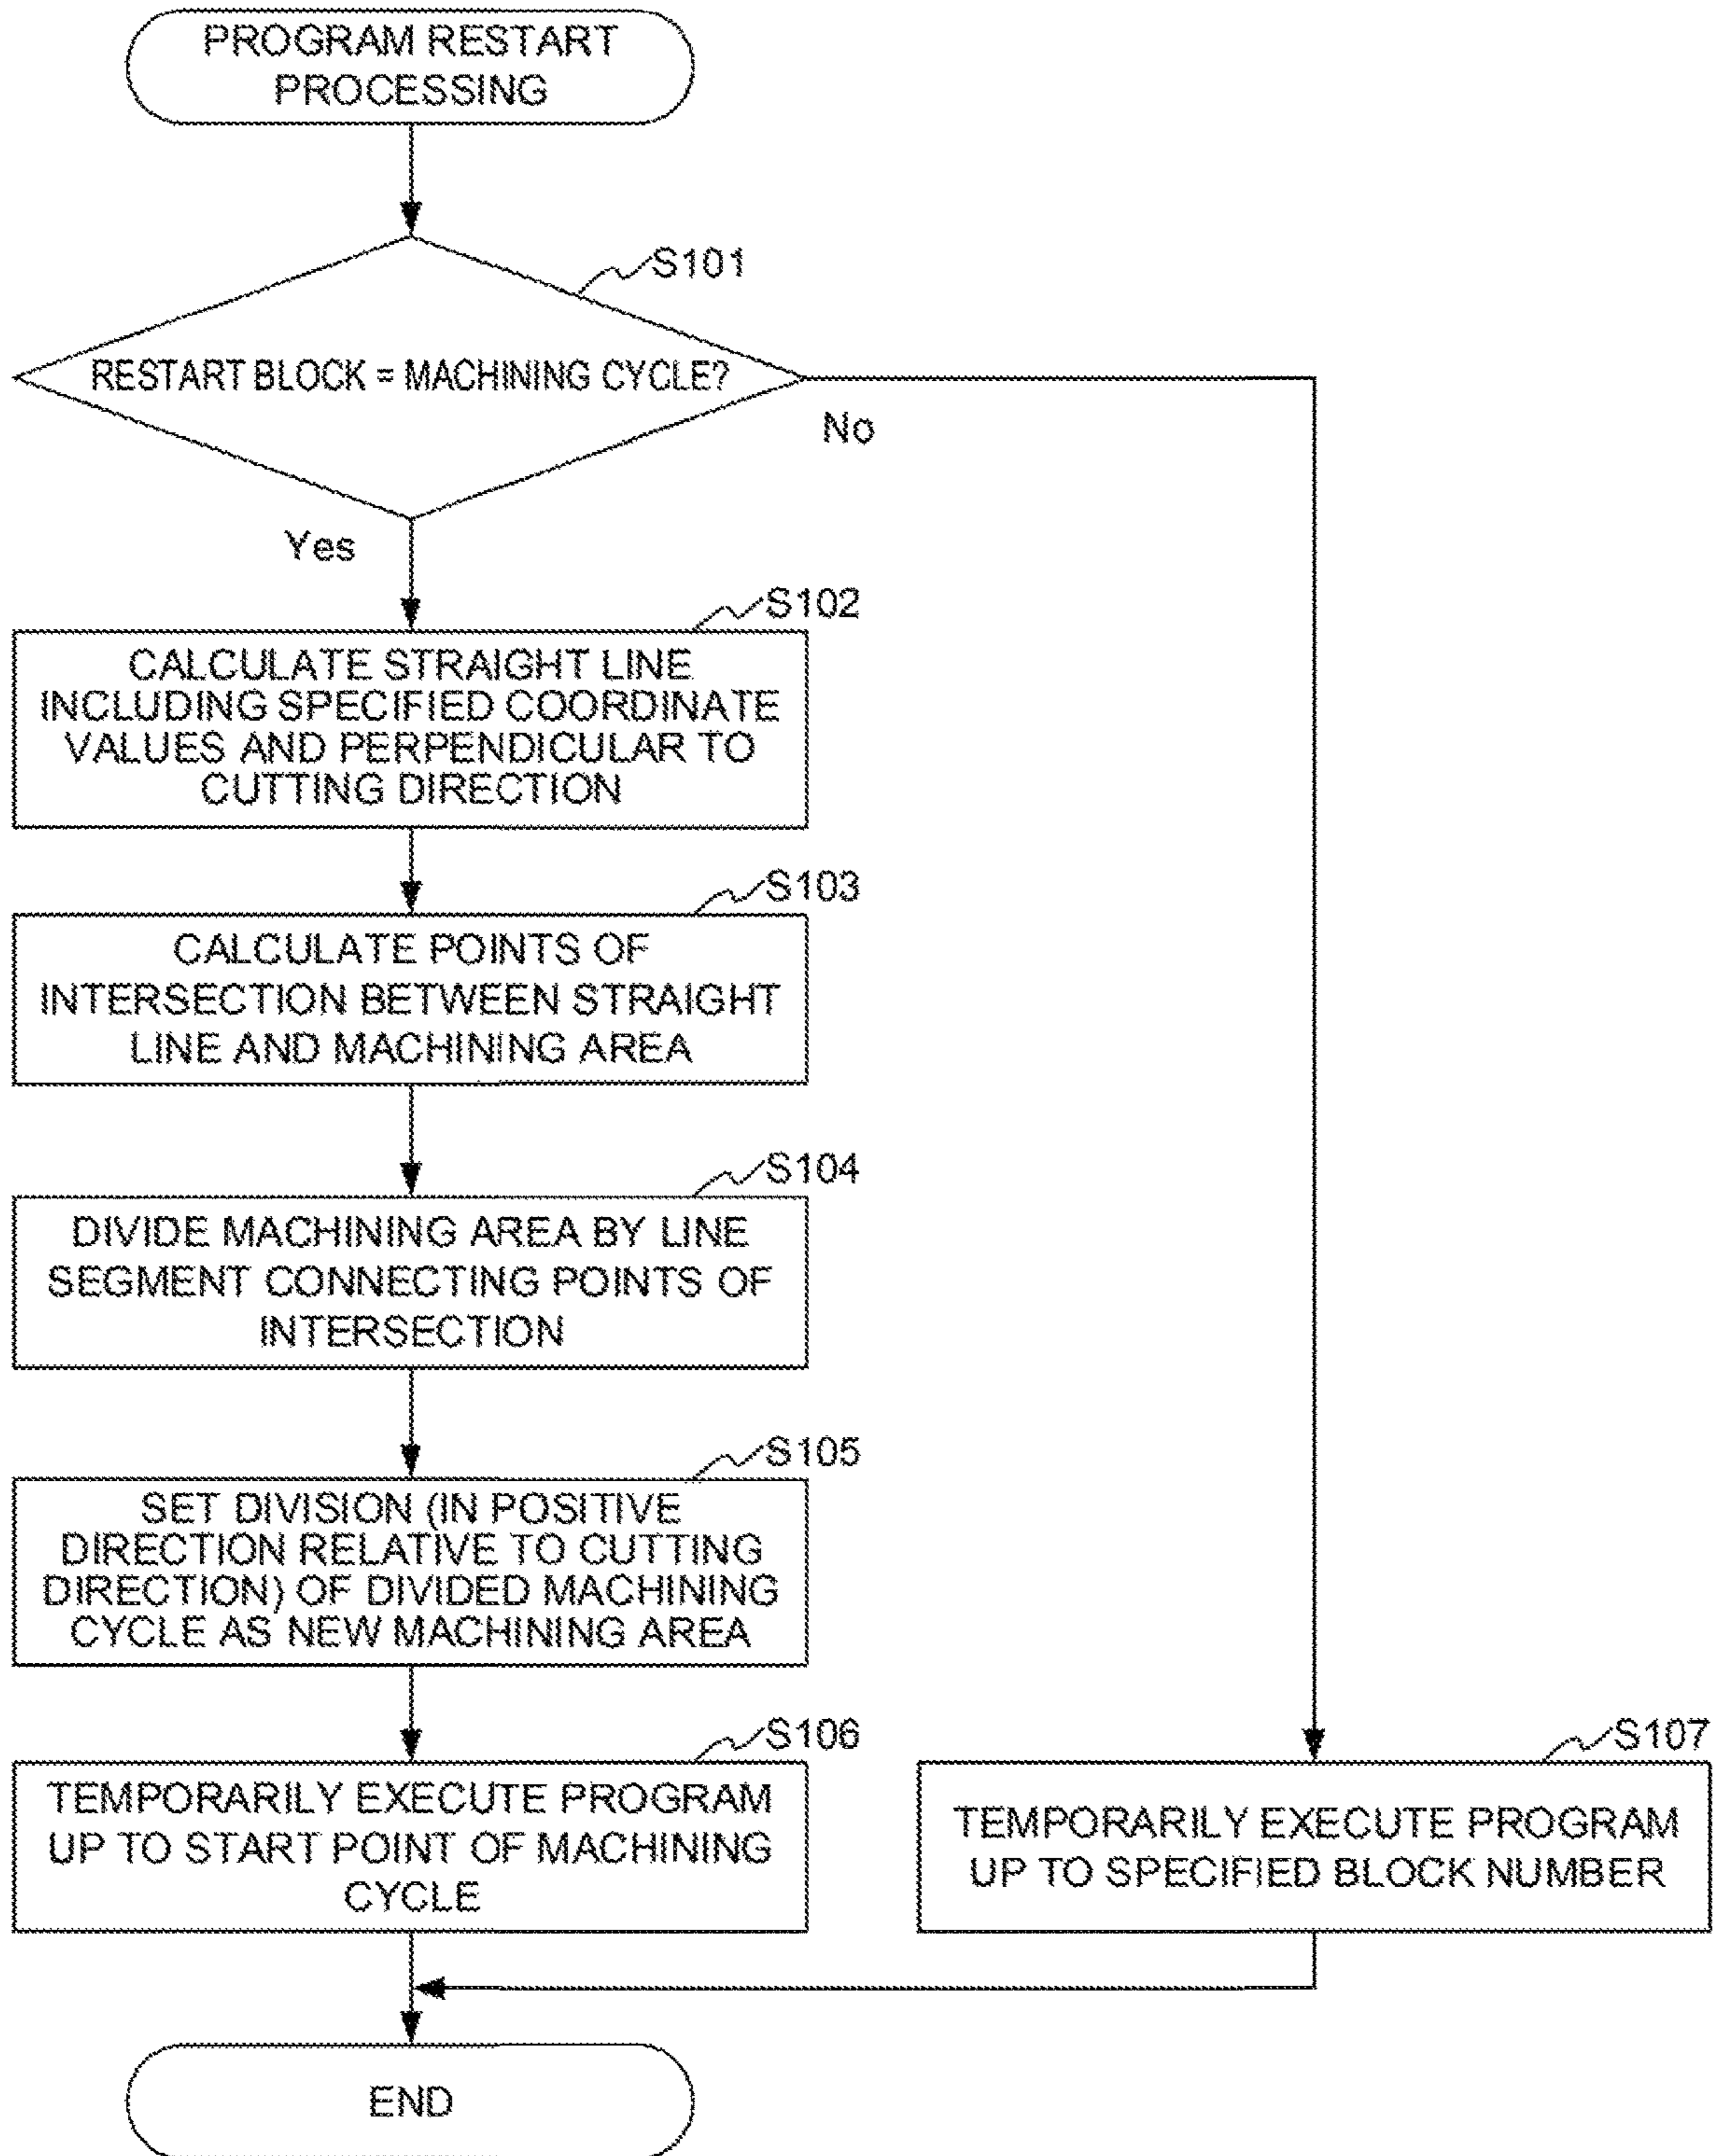 PROGRAM RESTART
PROCESSING
S101
RESTART BLOCK = MACHINING CYCLE?
No
Yes
S102
CALCULATE STRAIGHT LINE
INCLUDING SPECIFIED COORDINATE
VALUES AND PERPENDICULAR TO
CUTTING DIRECTION
S103
CALCULATE POINTS OF
INTERSECTION BETWEEN STRAIGHT
LINE AND MACHINING AREA
S104
DIVIDE MACHINING AREA BY LINE
SEGMENT CONNECTING POINTS OF
INTERSECTION
S105
SET DIVISION (IN POSITIVE
DIRECTION RELATIVE TO CUTTING
DIRECTION) OF DIVIDED MACHINING
CYCLE AS NEW MACHINING AREA
S106
TEMPORARILY EXECUTE PROGRAM
UP TO START POINT OF MACHINING
CYCLE
S107
TEMPORARILY EXECUTE PROGRAM
UP TO SPECIFIED BLOCK NUMBER
END